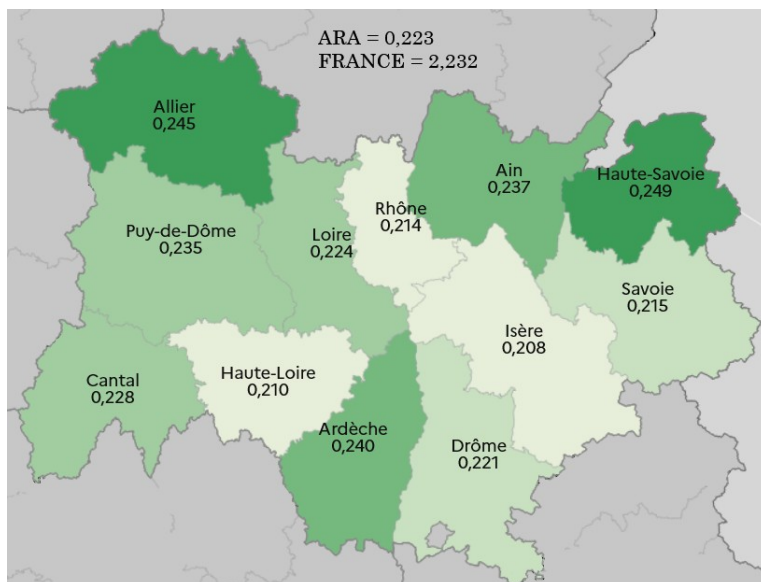 ARA = 0,223
FRANCE = 2,232
Allier
0,245
Ain
0,237
Haute-Savoie
0,249
Rhône
0,214
Puy-de-Dôme
0,235
Loire
0,224
Savoie
0,215
Isère
0,208
Haute-Loire
0,210
Cantal
0,228
Ardèche
0,240
Drôme
0,221